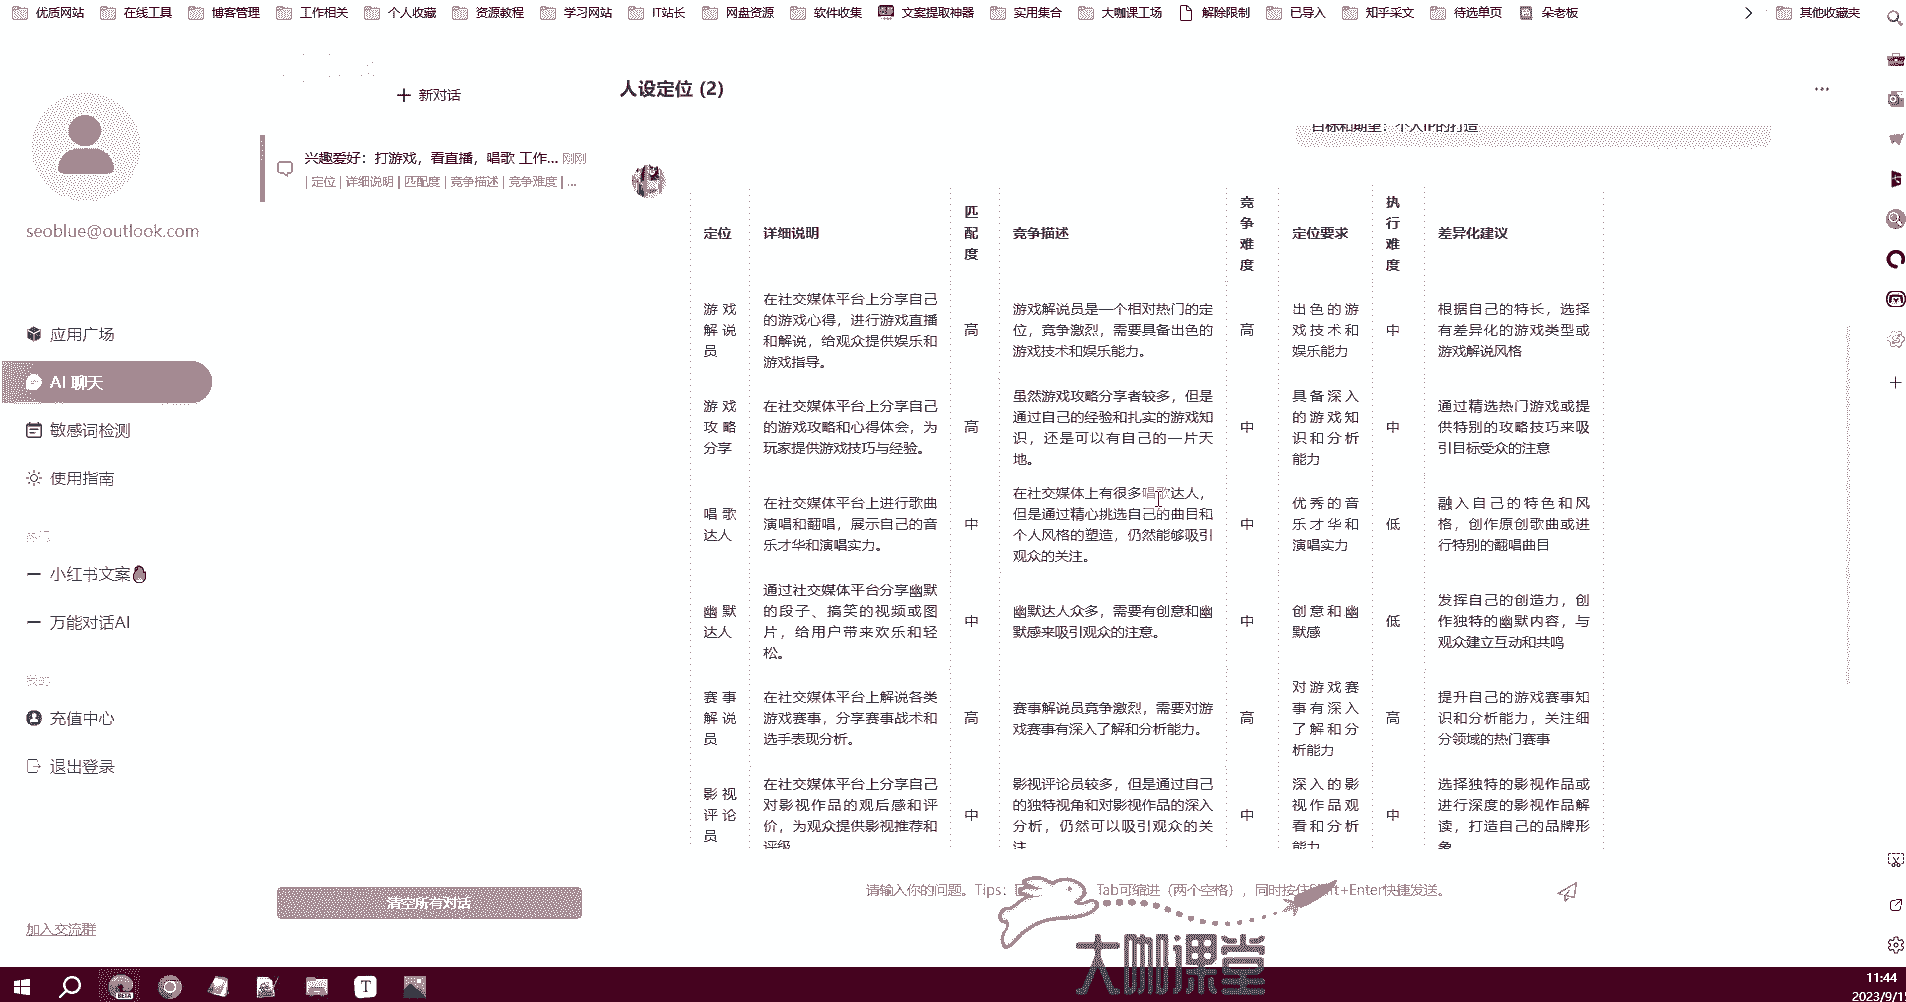 优质网站 在线工具 博客管理 工作相关 个人收藏 资源教程 学习网站 IT站长 网盘资源 软件收集 文案提取神器 实用集合 大咖课工场 解除限制 已导入 知乎采文 待选单页 朵老板 其他收藏夹
人设定位 (2)
新对话
目标和期望：个人IP的打造
兴趣爱好：打游戏，看直播，唱歌 工作... 刚刚
| 定位 | 详细说明 | 匹配度 | 竞争描述 | 竞争难度 | ...
seoblue@outlook.com
应用广场
AI 聊天
敏感词检测
使用指南
小红书文案
万能对话AI
充值中心
退出登录
加入交流群
清空所有对话
定位 详细说明 匹配度 竞争描述 竞争难度 定位要求 执行难度 差异化建议
游戏
解说
员
在社交媒体平台上分享自己
的游戏心得，进行游戏直播
和解说，给观众提供娱乐和
游戏指导。
高
游戏解说员是一个相对热门的定
位，竞争激烈，需要具备出色的
游戏技术和娱乐能力。
高
出色的游
戏技术和
娱乐能力
中
根据自己的特长，选择
有差异化的游戏类型或
游戏解说风格
游戏
攻略
分享
在社交媒体平台上分享自己
的游戏攻略和心得体会，为
玩家提供游戏技巧与经验。
高
虽然游戏攻略分享者较多，但是
通过自己的经验和扎实的游戏知
识，还是可以有自己的一片天
地。
中
具备深入
的游戏知
识和分析
能力
中
通过精选热门游戏或提
供特别的攻略技巧来吸
引目标受众的注意
唱歌
达人
在社交媒体平台上进行歌曲
演唱和翻唱，展示自己的音
乐才华和演唱实力。
中
在社交媒体上有很多唱歌达人，
但是通过精心挑选自己的曲目和
个人风格的塑造，仍然能够吸引
观众的关注。
中
优秀的音
乐才华和
演唱实力
低
融入自己的特色和风
格，创作原创歌曲或进
行特别的翻唱曲目
幽默
达人
通过社交媒体平台分享幽默
的段子、搞笑的视频或图
片，给用户带来欢乐和轻
松。
中
幽默达人众多，需要有创意和幽
默感来吸引观众的注意。
中
创意和幽
默感
低
发挥自己的创造力，创
作独特的幽默内容，与
观众建立互动和共鸣
赛事
解说
员
在社交媒体平台上解说各类
游戏赛事，分享赛事战术和
选手表现分析。
高
赛事解说员竞争激烈，需要对游
戏赛事有深入了解和分析能力。
高
对游戏赛
事有深入
了解和分
析能力
高
提升自己的游戏赛事知
识和分析能力，关注细
分领域的热门赛事
影视
评论
员
在社交媒体平台上分享自己
对影视作品的观后感和评
价，为观众提供影视推荐和
评级
中
影视评论员较多，但是通过自己
的独特视角和对影视作品的深入
分析，仍然可以吸引观众的关
注
中
深入的影
视作品观
看和分析
能力
中
选择独特的影视作品或
进行深度的影视作品解
读，打造自己的品牌形
象
请输入你的问题。Tips： Tab可缩进（两个空格），同时按住Shift+Enter快捷发送。
大咖课堂
BETA
T
11:44